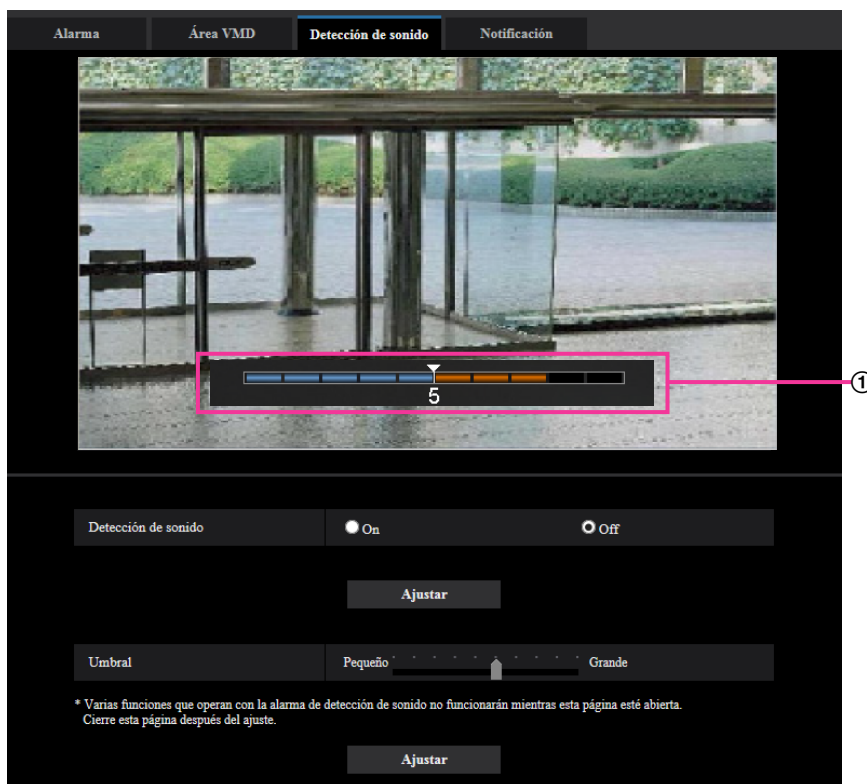 Alarma Área VMD Detección de sonido Notificación
5
①
Detección de sonido On Off
Ajustar
Umbral Pequeño Grande
* Varias funciones que operan con la alarma de detección de sonido no funcionarán mientras esta página esté abierta.
Cierre esta página después del ajuste.
Ajustar